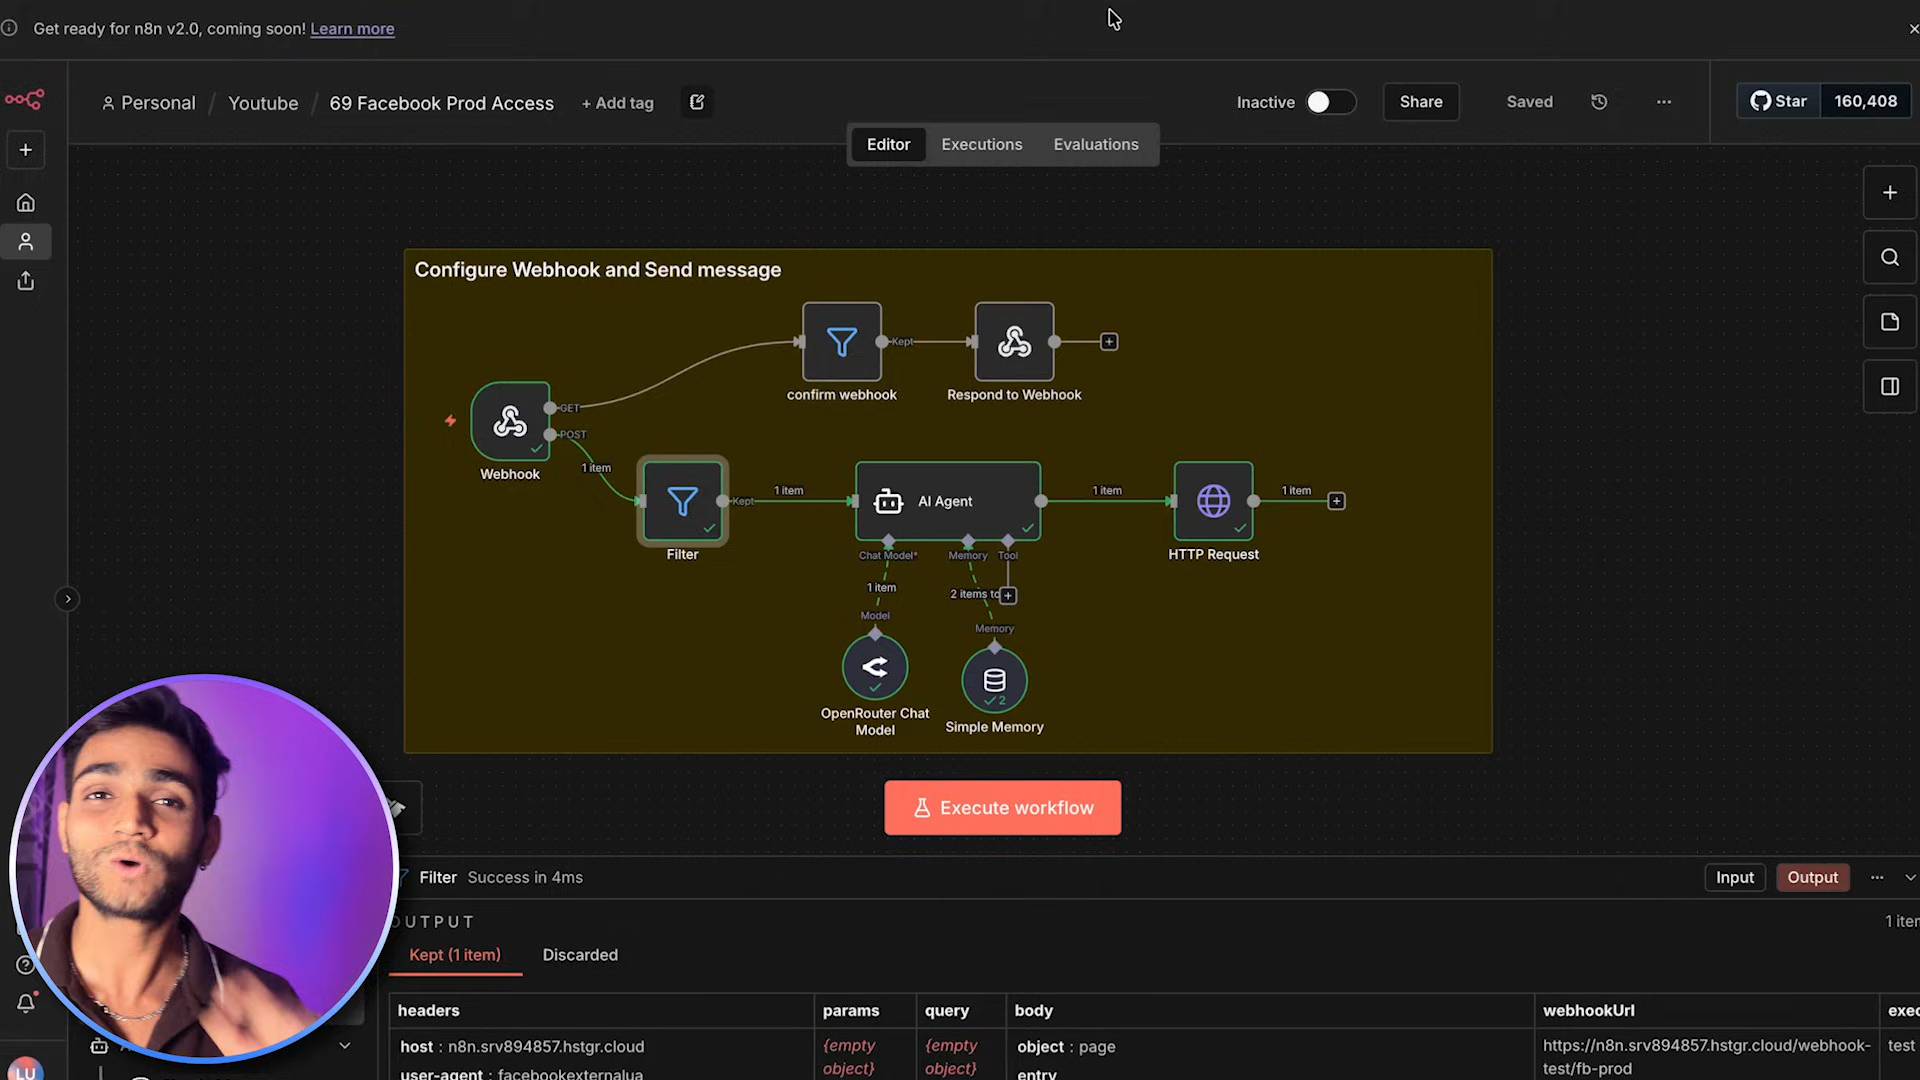 Get ready for n8n v2.0, coming soon! Learn more
Personal / Youtube / 69 Facebook Prod Access + Add tag
Inactive
Share
Saved
Star 160,408
Editor Executions Evaluations
Configure Webhook and Send message
GET
POST
Webhook
Kept
confirm webhook
Respond to Webhook
1 item
Kept
1 item
AI Agent
1 item
1 item
Filter
HTTP Request
Chat Model*
Memory
Tool
1 item
2 items to
Model
Memory
2
OpenRouter Chat
Model
Simple Memory
Execute workflow
Filter Success in 4ms
Input Output
OUTPUT
Kept (1 item) Discarded
headers params query body webhookUrl
host : n8n.srv894857.hstgr.cloud
{empty
object}
{empty
object}
object : page
https://n8n.srv894857.hstgr.cloud/webhook-
test/fb-prod
test
user-agent : facebookexternalua
entry
LU